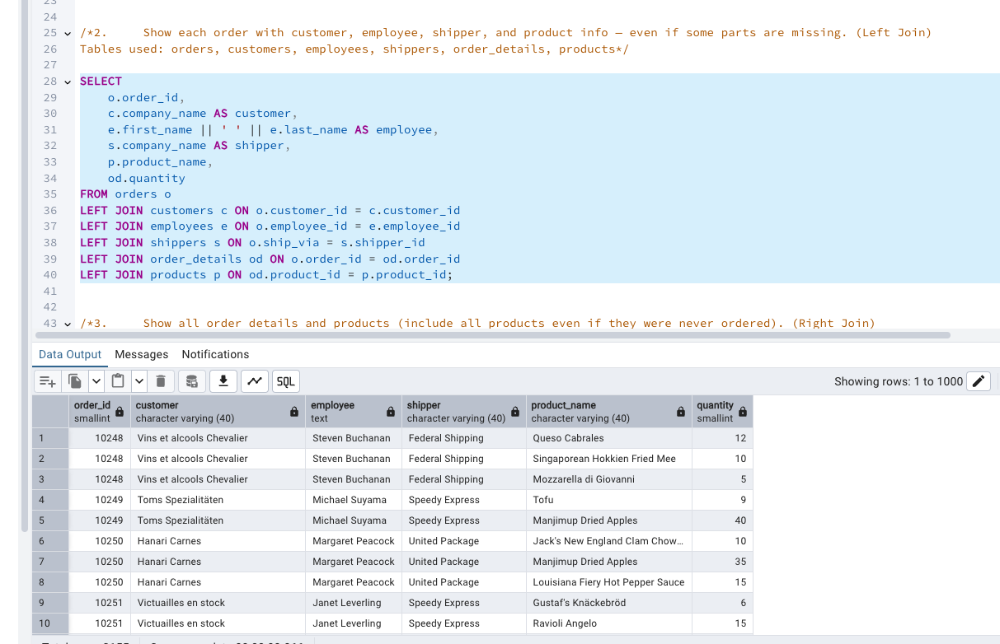 23
24
25 /*2. Show each order with customer, employee, shipper, and product info — even if some parts are missing. (Left Join)
26 Tables used: orders, customers, employees, shippers, order_details, products*/
27
28 SELECT
29 o.order_id,
30 c.company_name AS customer,
31 e.first_name || ' ' || e.last_name AS employee,
32 s.company_name AS shipper,
33 p.product_name,
34 od.quantity
35 FROM orders o
36 LEFT JOIN customers c ON o.customer_id = c.customer_id
37 LEFT JOIN employees e ON o.employee_id = e.employee_id
38 LEFT JOIN shippers s ON o.ship_via = s.shipper_id
39 LEFT JOIN order_details od ON o.order_id = od.order_id
40 LEFT JOIN products p ON od.product_id = p.product_id;
41
42
43 /*3. Show all order details and products (include all products even if they were never ordered). (Right Join)
Data Output Messages Notifications
SQL Showing rows: 1 to 1000
order_id customer employee shipper product_name quantity
smallint character varying (40) text character varying (40) character varying (40) smallint
1 10248 Vins et alcools Chevalier Steven Buchanan Federal Shipping Queso Cabrales 12
2 10248 Vins et alcools Chevalier Steven Buchanan Federal Shipping Singaporean Hokkien Fried Mee 10
3 10248 Vins et alcools Chevalier Steven Buchanan Federal Shipping Mozzarella di Giovanni 5
4 10249 Toms Spezialitäten Michael Suyama Speedy Express Tofu 9
5 10249 Toms Spezialitäten Michael Suyama Speedy Express Manjimup Dried Apples 40
6 10250 Hanari Carnes Margaret Peacock United Package Jack's New England Clam Chow... 10
7 10250 Hanari Carnes Margaret Peacock United Package Manjimup Dried Apples 35
8 10250 Hanari Carnes Margaret Peacock United Package Louisiana Fiery Hot Pepper Sauce 15
9 10251 Victuailles en stock Janet Leverling Speedy Express Gustaf's Knäckebröd 6
10 10251 Victuailles en stock Janet Leverling Speedy Express Ravioli Angelo 15